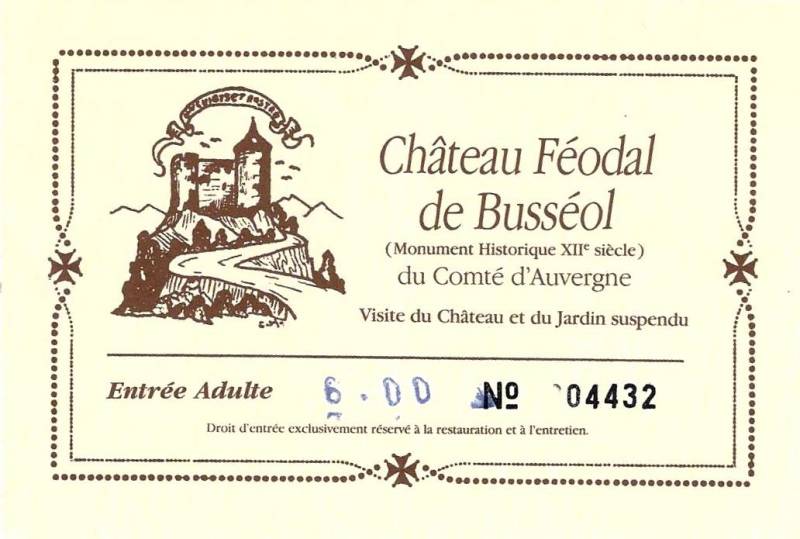 Château Féodal
de Busséol
(Monument Historique XIIe siècle)
du Comté d'Auvergne
Visite du Château et du Jardin suspendu
Entrée Adulte 6.00 Nº 04432
Droit d'entrée exclusivement réservé à la restauration et à l'entretien.